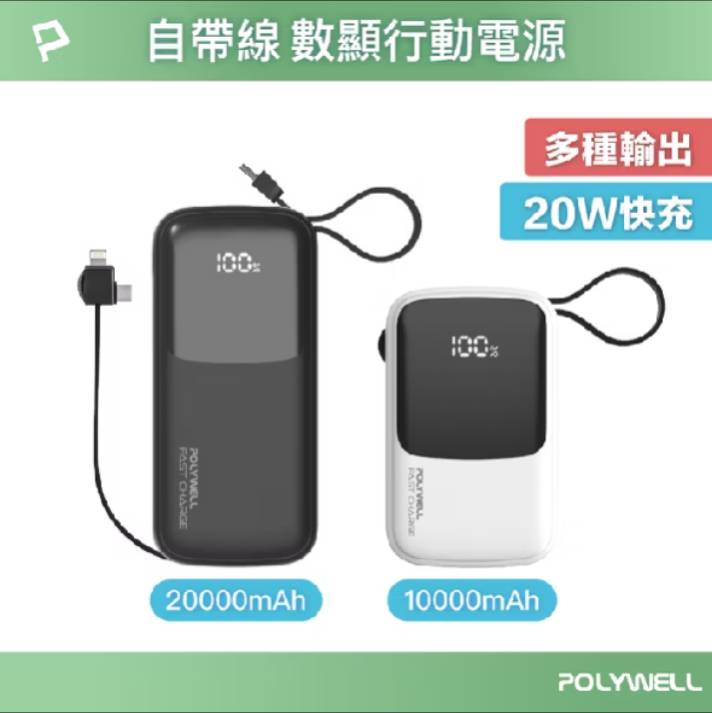 自帶線 數顯行動電源
多種輸出
20W快充
100%
100%
POLYWELL
FAST CHARGE
POLYWELL
FAST CHARGE
20000mAh
10000mAh
POLYWELL